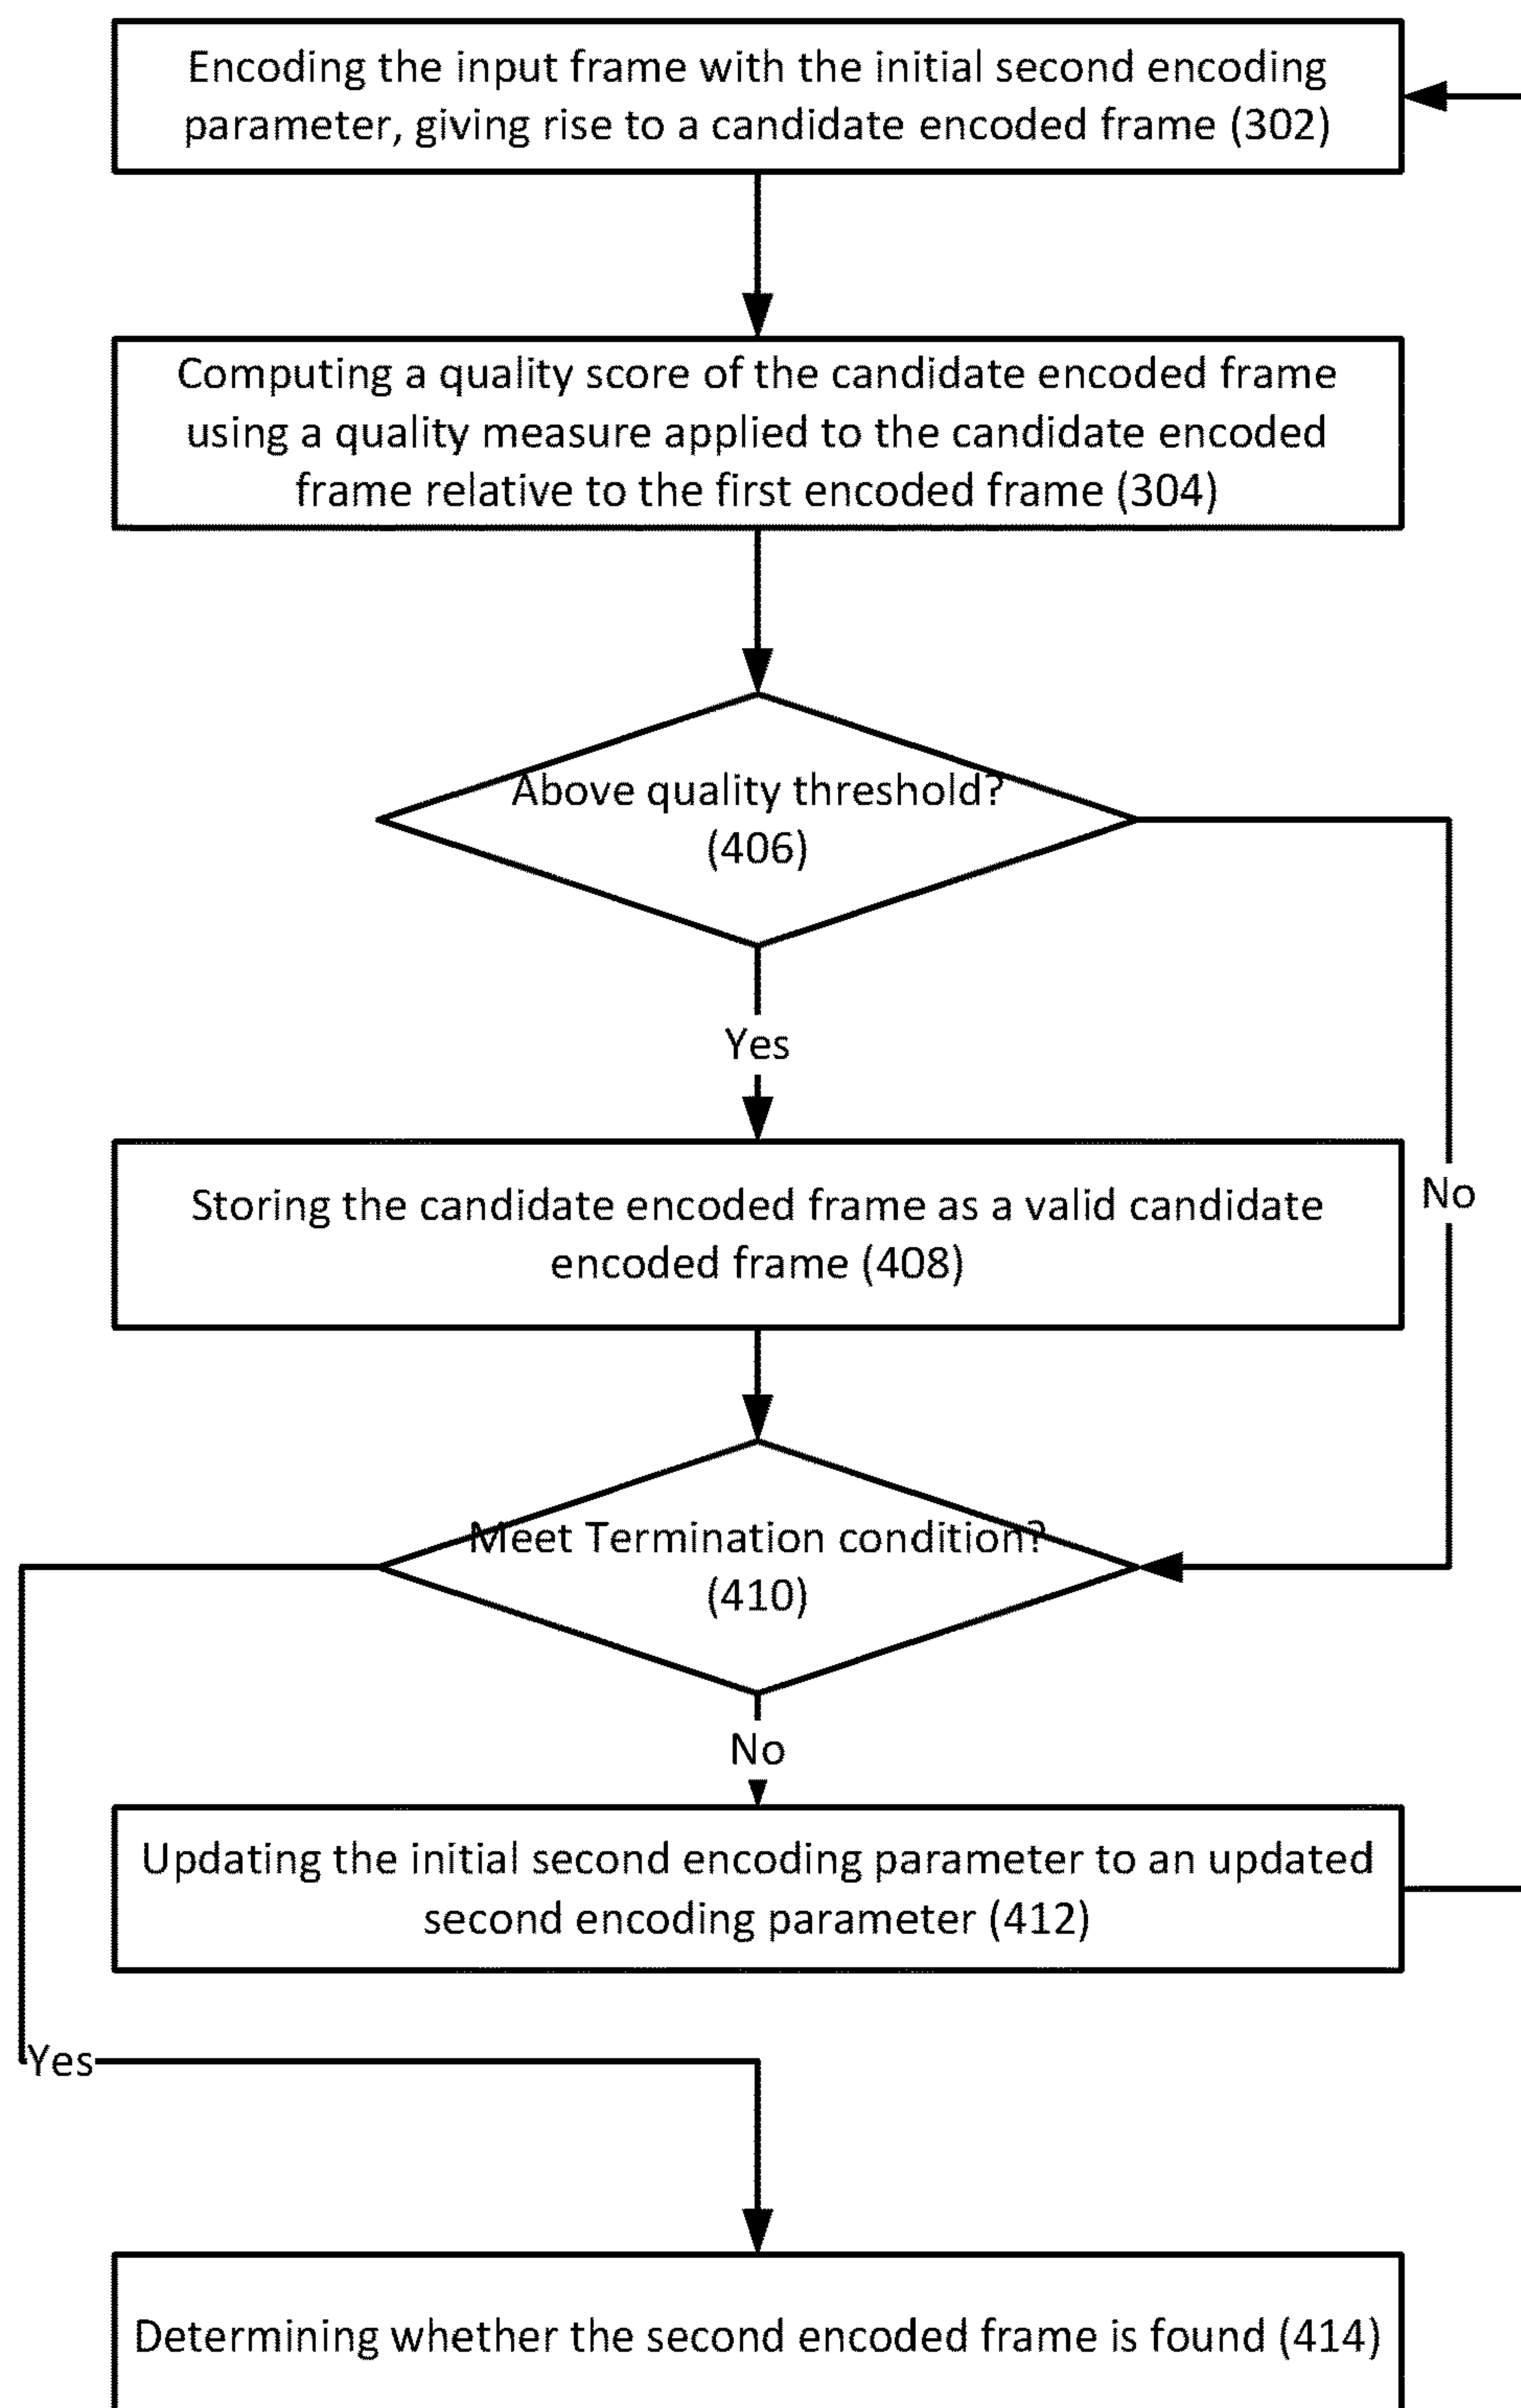 Encoding the input frame with the initial second encoding
parameter, giving rise to a candidate encoded frame (302)
Computing a quality score of the candidate encoded frame
using a quality measure applied to the candidate encoded
frame relative to the first encoded frame (304)
Above quality threshold?
(406)
Yes
Storing the candidate encoded frame as a valid candidate
encoded frame (408)
No
Meet Termination condition?
(410)
No
Updating the initial second encoding parameter to an updated
second encoding parameter (412)
Yes
Determining whether the second encoded frame is found (414)